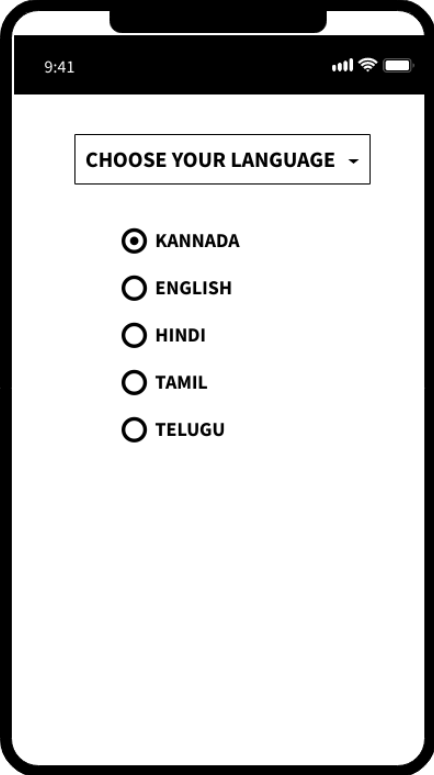 9:41
CHOOSE YOUR LANGUAGE
KANNADA
ENGLISH
HINDI
TAMIL
TELUGU